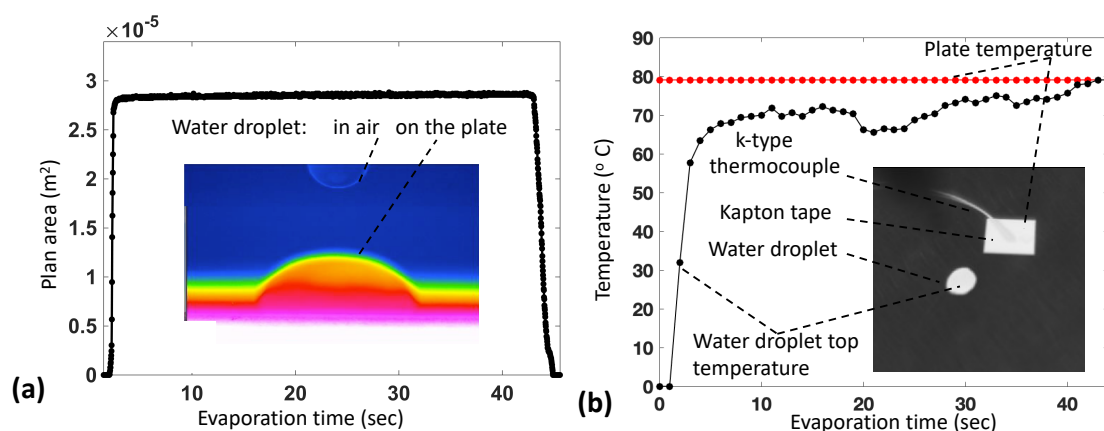 ×10⁻⁵
3
2.5
2
1.5
1
0.5
0
10 20 30 40
Plan area (m²)
Evaporation time (sec)
Water droplet: in air on the plate
(a)
90
80
70
60
50
40
30
20
10
0
0 10 20 30 40
Temperature (° C)
Evaporation time (sec)
Plate temperature
k-type
thermocouple
Kapton tape
Water droplet
Water droplet top
temperature
(b)